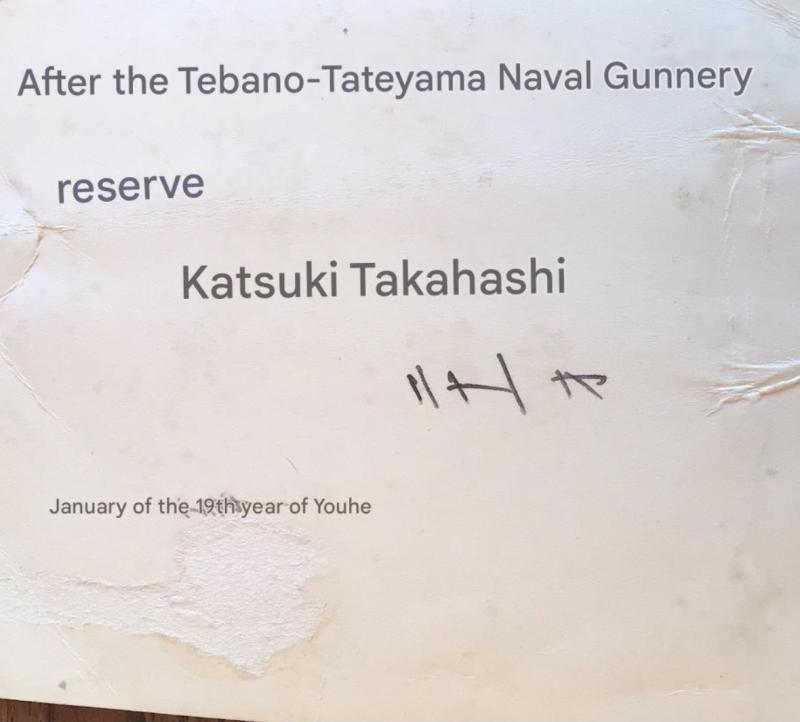 After the Tebano-Tateyama Naval Gunnery
reserve
Katsuki Takahashi
January of the 19th year of Youhe